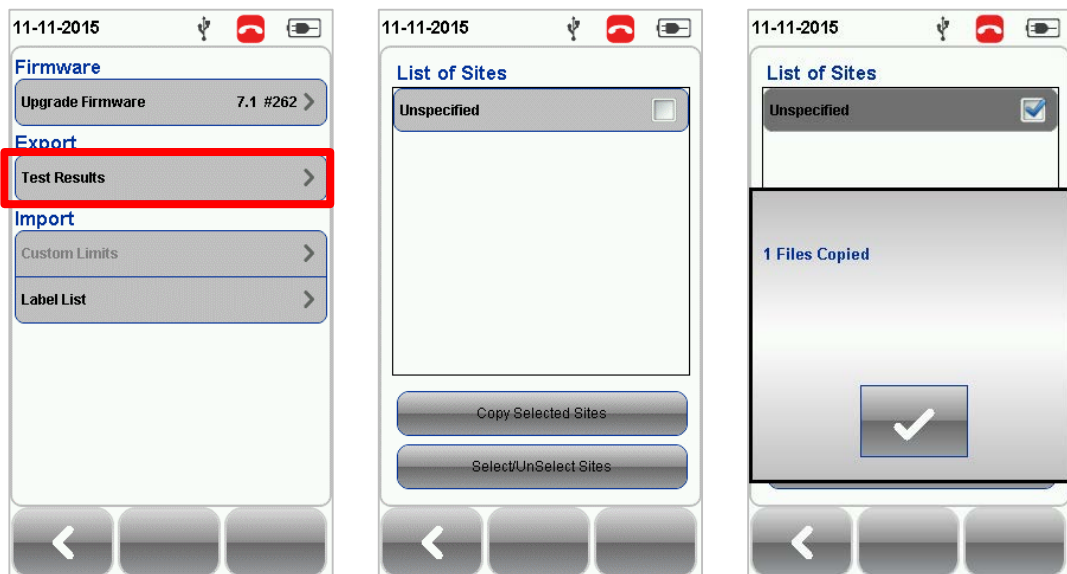 11-11-2015
Firmware
Upgrade Firmware 7.1 #262
Export
Test Results
Import
Custom Limits
Label List
11-11-2015
List of Sites
Unspecified
Copy Selected Sites
Select/UnSelect Sites
11-11-2015
List of Sites
Unspecified
1 Files Copied